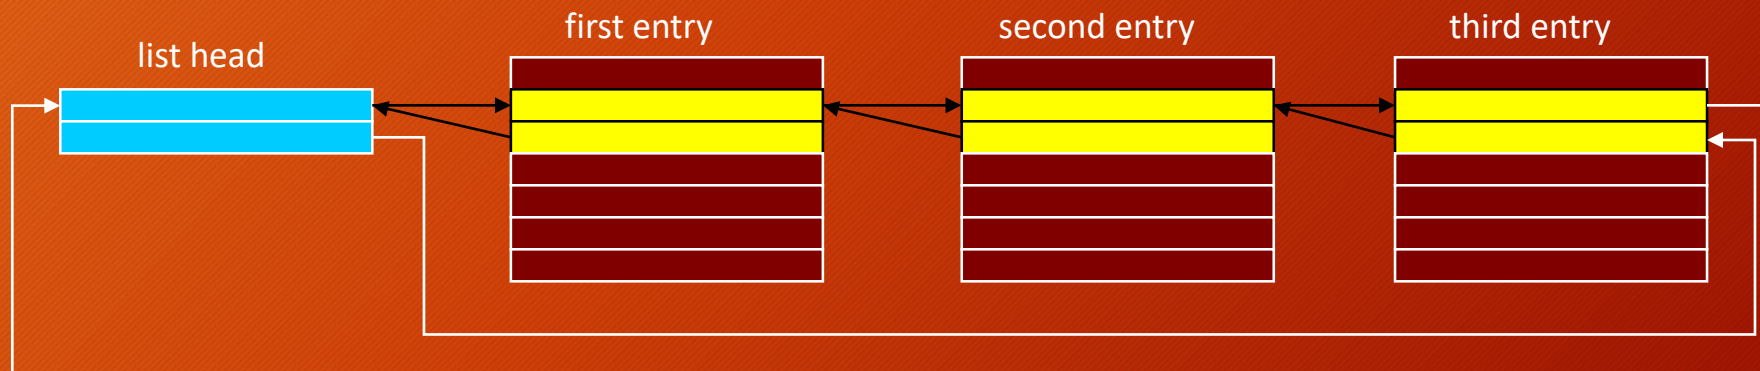 list head
first entry
second entry
third entry